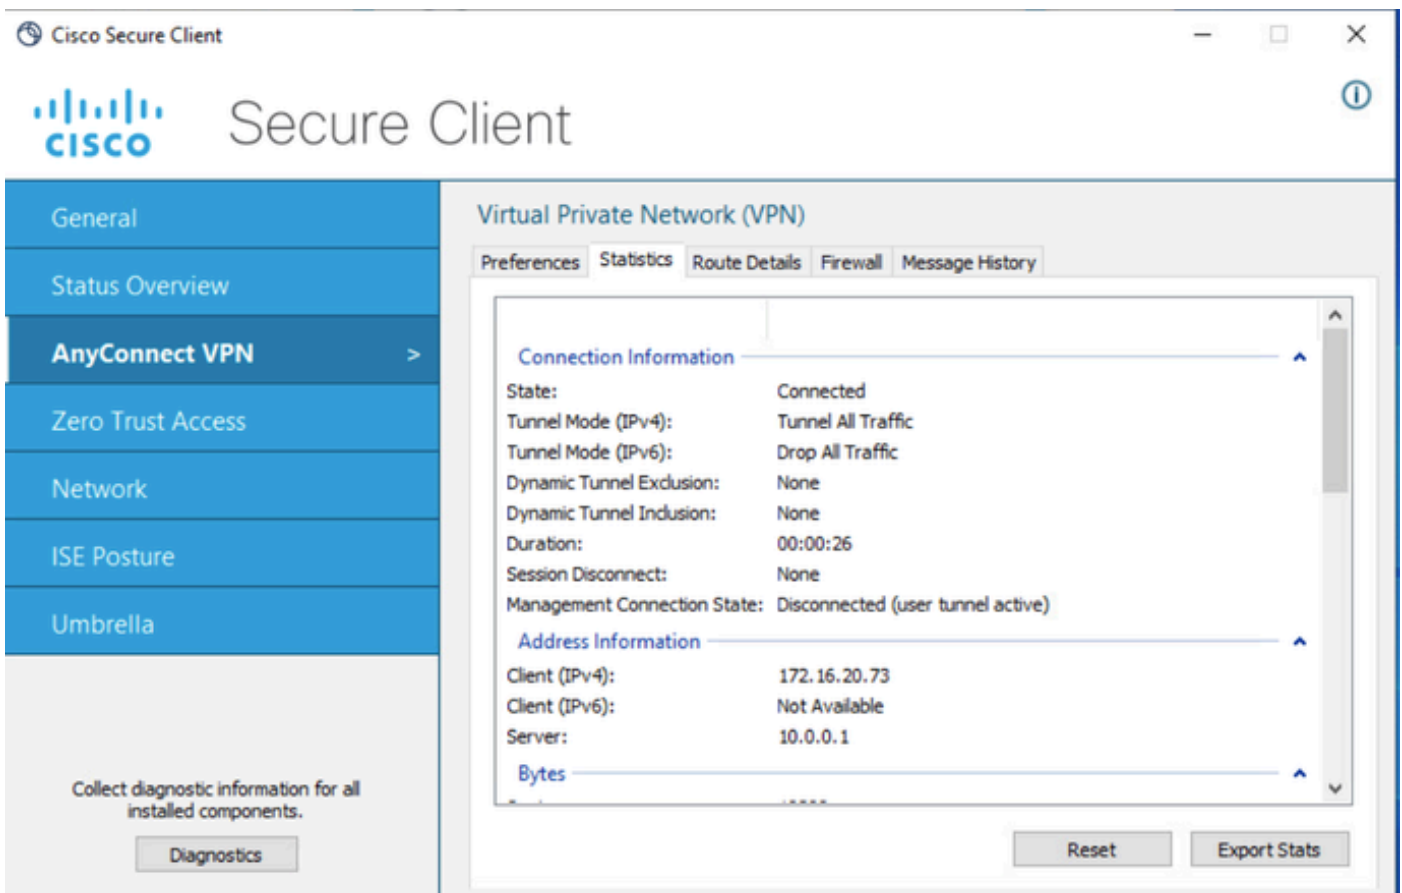 Cisco Secure Client
CISCO
Secure Client
General
Status Overview
AnyConnect VPN >
Zero Trust Access
Network
ISE Posture
Umbrella
Collect diagnostic information for all
installed components.
Diagnostics
Virtual Private Network (VPN)
Preferences Statistics Route Details Firewall Message History
Connection Information
State: Connected
Tunnel Mode (IPv4): Tunnel All Traffic
Tunnel Mode (IPv6): Drop All Traffic
Dynamic Tunnel Exclusion: None
Dynamic Tunnel Inclusion: None
Duration: 00:00:26
Session Disconnect: None
Management Connection State: Disconnected (user tunnel active)
Address Information
Client (IPv4): 172.16.20.73
Client (IPv6): Not Available
Server: 10.0.0.1
Bytes
Reset Export Stats